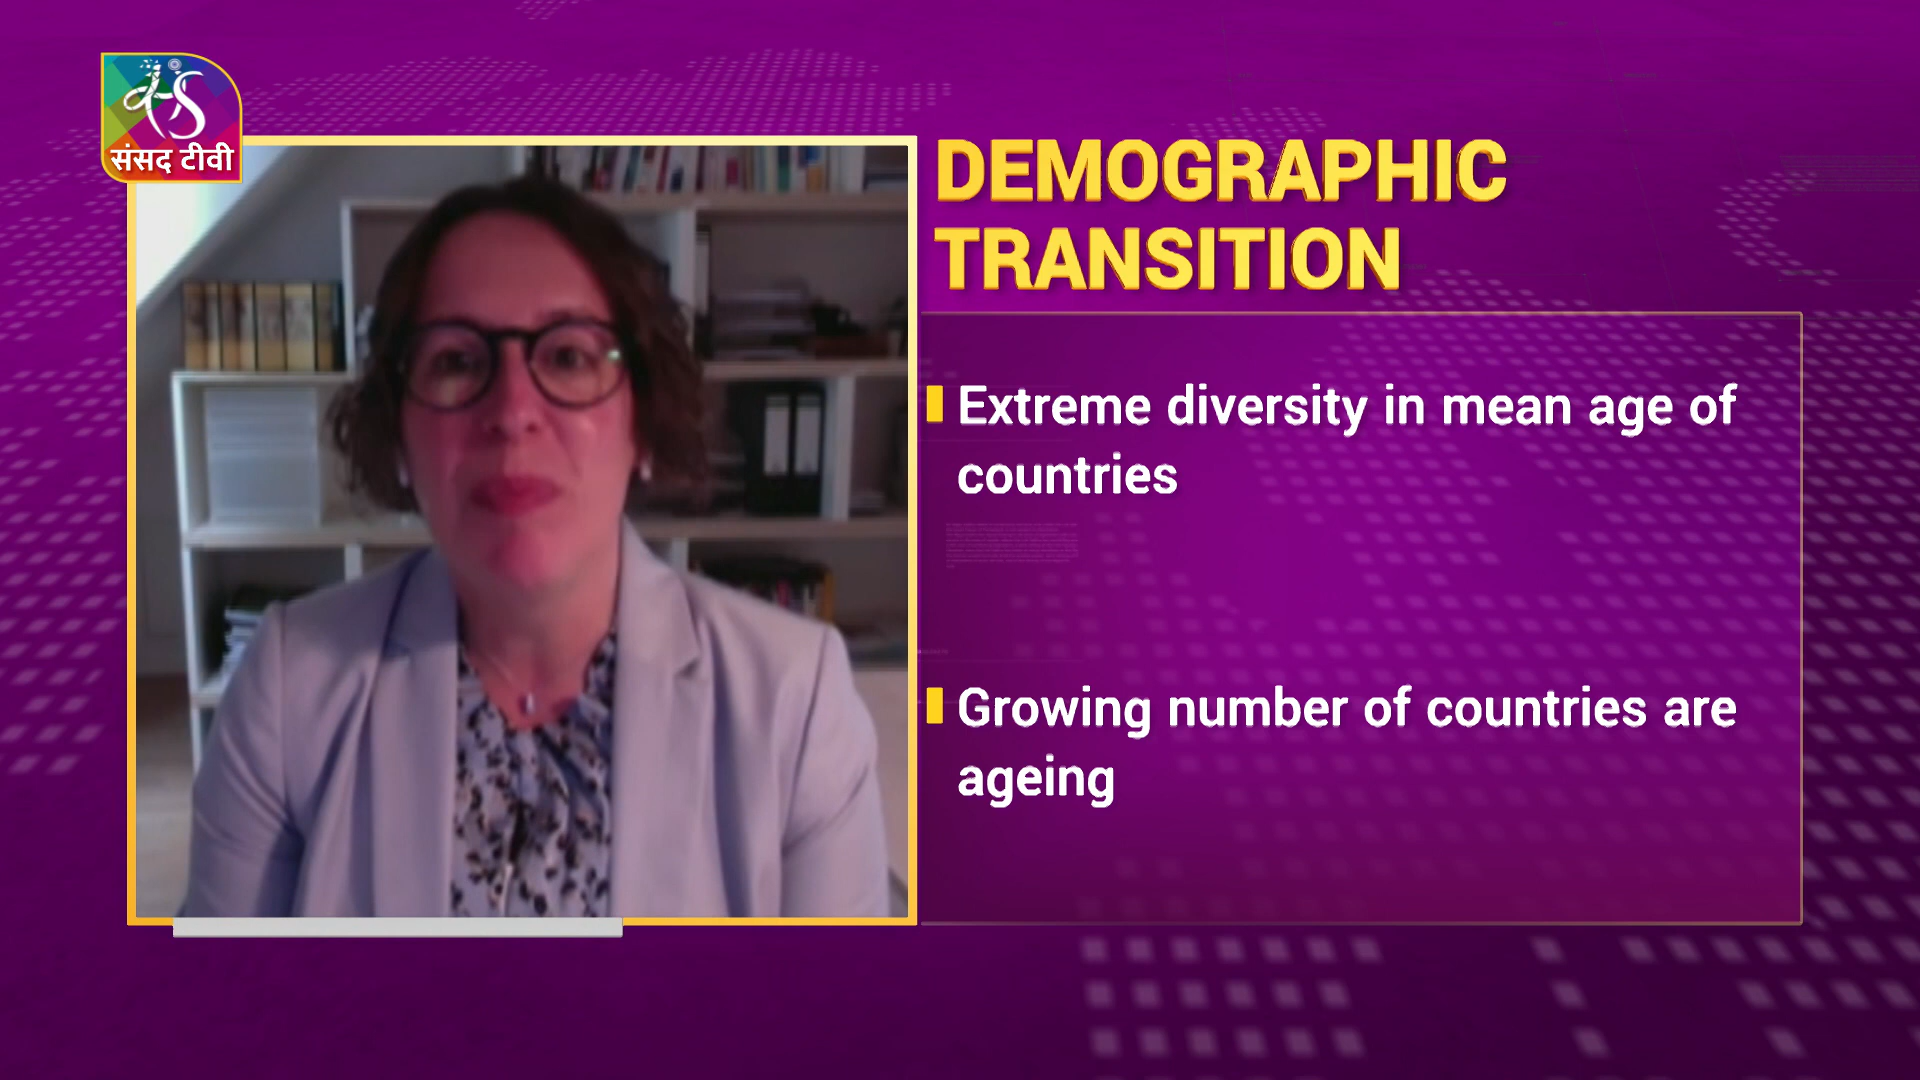 संसद टीवी
DEMOGRAPHIC
TRANSITION
Extreme diversity in mean age of
countries
Growing number of countries are
ageing